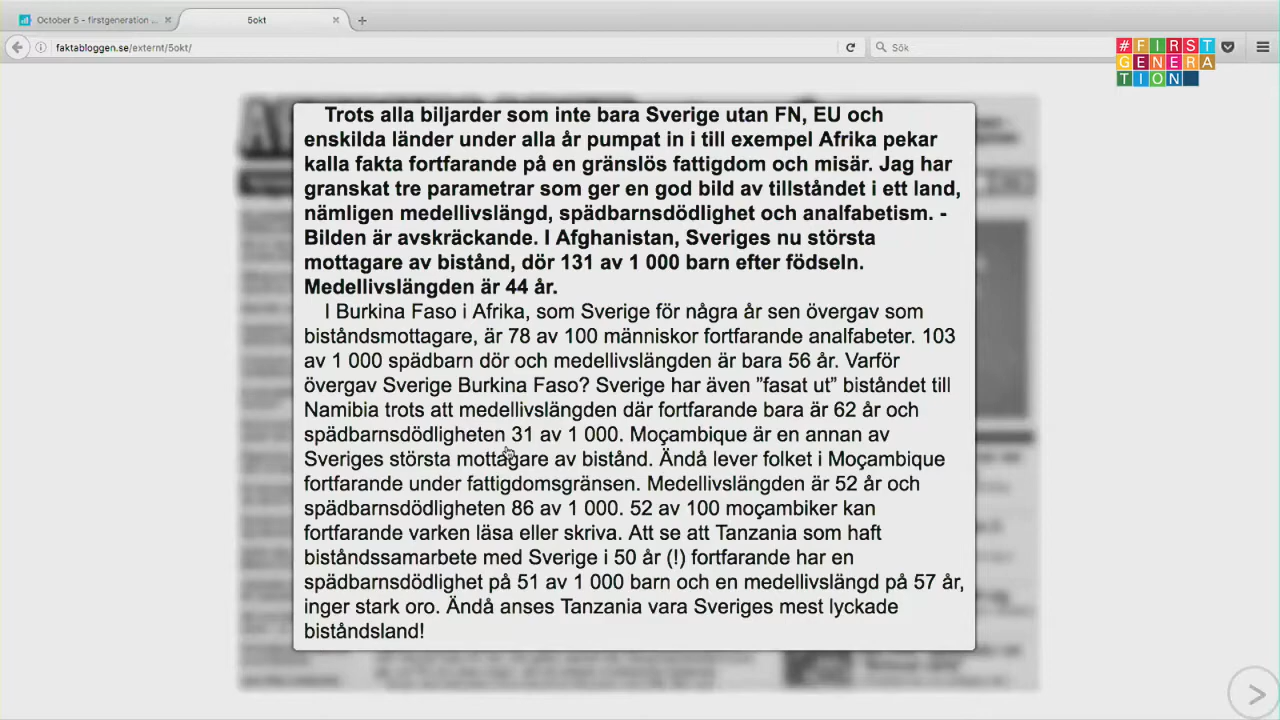 October 5 - firstgeneration ...
5okt
faktabloggen.se/externt/5okt/
Sök
#FIRST
GENERA
TION
Trots alla biljarder som inte bara Sverige utan FN, EU och
enskilda länder under alla år pumpat in i till exempel Afrika pekar
kalla fakta fortfarande på en gränslös fattigdom och misär. Jag har
granskat tre parametrar som ger en god bild av tillståndet i ett land,
nämligen medellivslängd, spädbarnsdödlighet och analfabetism. -
Bilden är avskräckande. I Afghanistan, Sveriges nu största
mottagare av bistånd, dör 131 av 1 000 barn efter födseln.
Medellivslängden är 44 år.
I Burkina Faso i Afrika, som Sverige för några år sen övergav som
biståndsmottagare, är 78 av 100 människor fortfarande analfabeter. 103
av 1 000 spädbarn dör och medellivslängden är bara 56 år. Varför
övergav Sverige Burkina Faso? Sverige har även ”fasat ut” biståndet till
Namibia trots att medellivslängden där fortfarande bara är 62 år och
spädbarnsdödligheten 31 av 1 000. Moçambique är en annan av
Sveriges största mottagare av bistånd. Ändå lever folket i Moçambique
fortfarande under fattigdomsgränsen. Medellivslängden är 52 år och
spädbarnsdödligheten 86 av 1 000. 52 av 100 moçambiker kan
fortfarande varken läsa eller skriva. Att se att Tanzania som haft
biståndssamarbete med Sverige i 50 år (!) fortfarande har en
spädbarnsdödlighet på 51 av 1 000 barn och en medellivslängd på 57 år,
inger stark oro. Ändå anses Tanzania vara Sveriges mest lyckade
biståndsland!